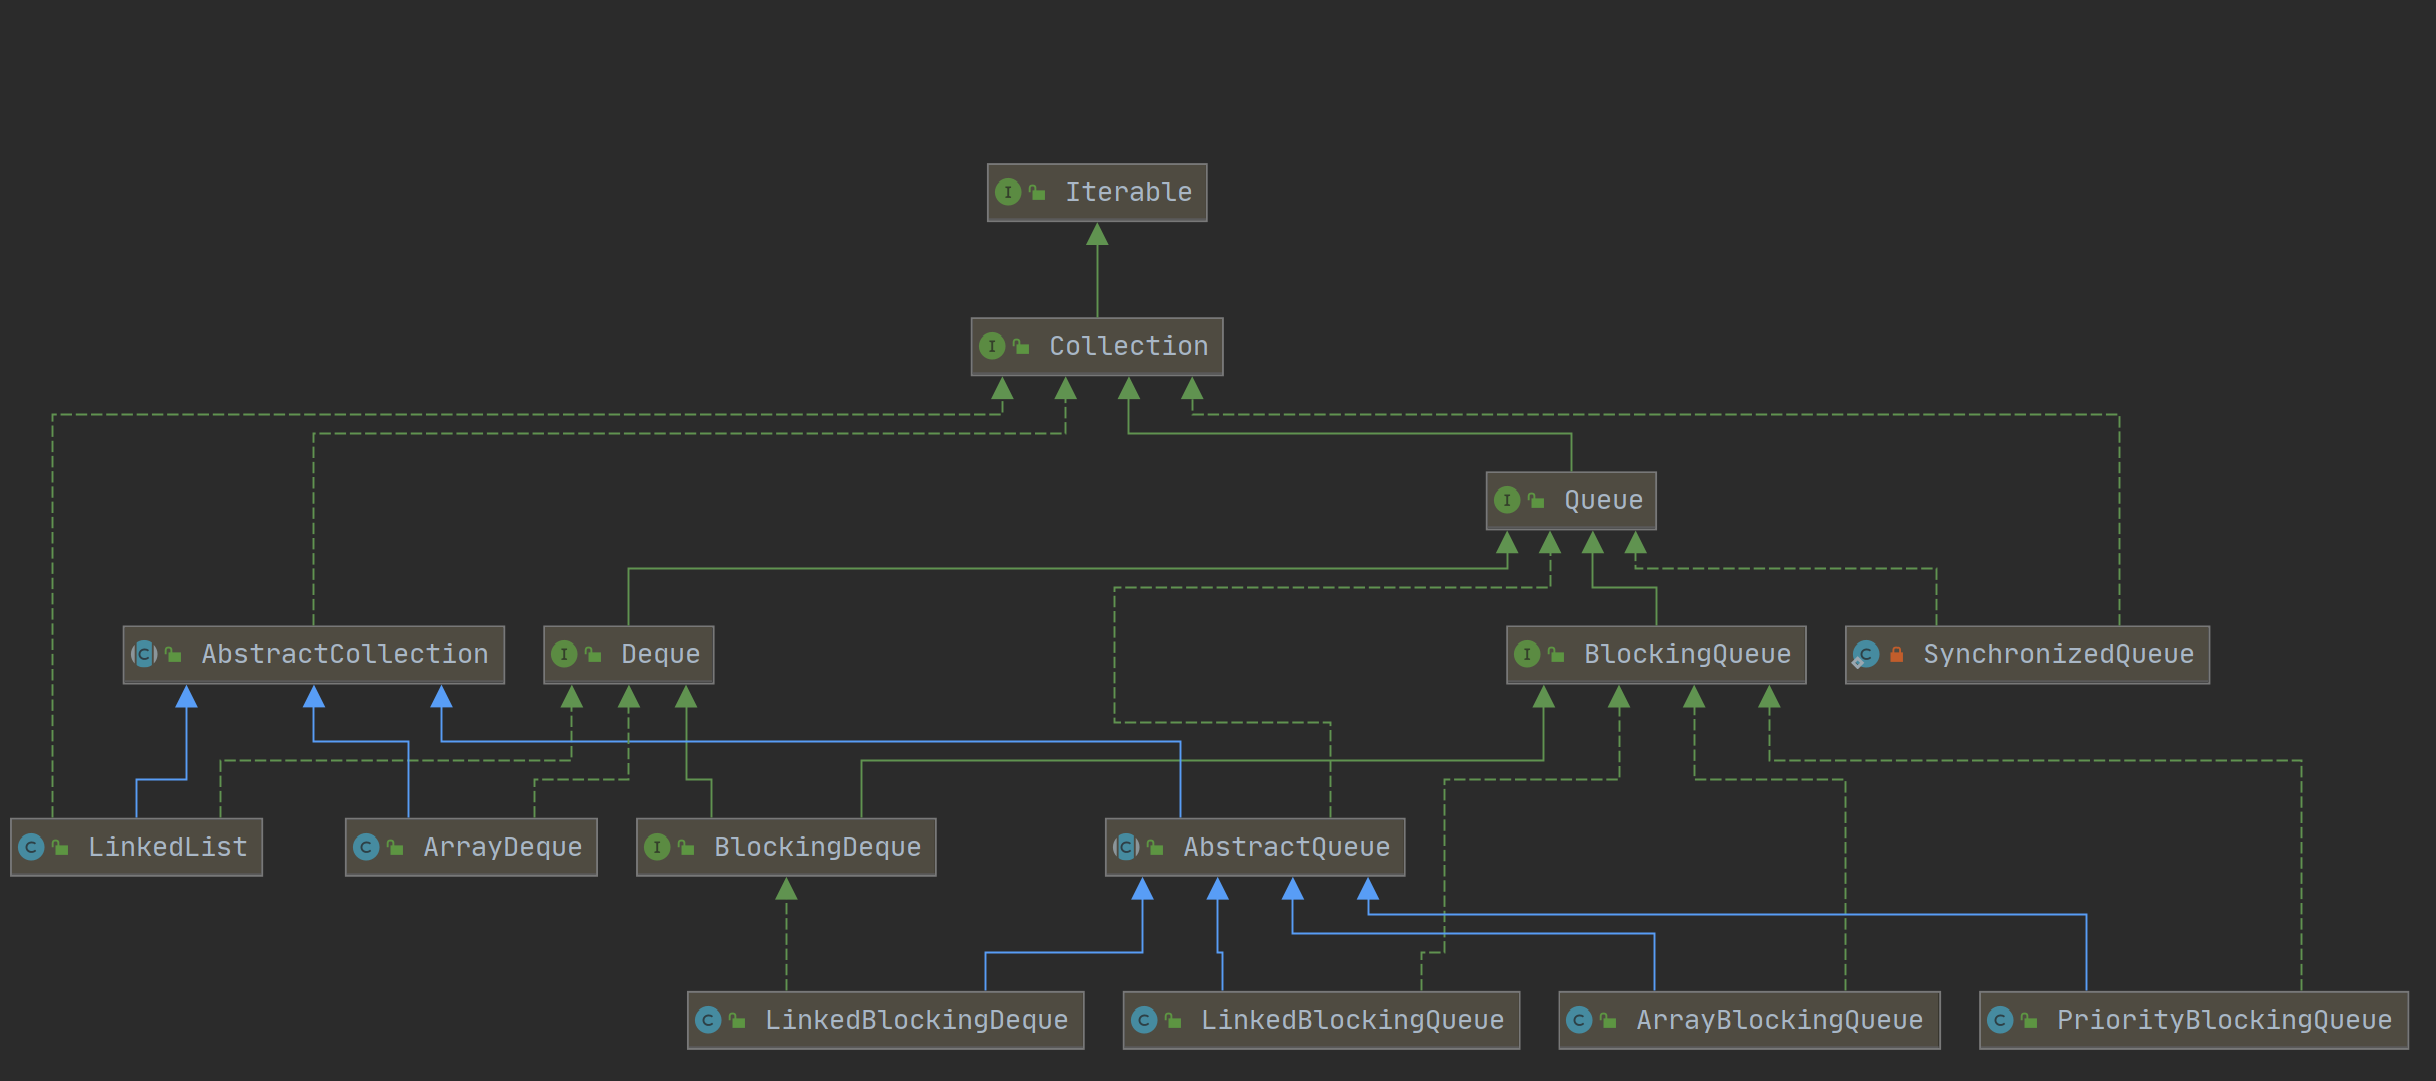 Iterable
Collection
Queue
AbstractCollection
Deque
BlockingQueue
SynchronizedQueue
LinkedList
ArrayDeque
BlockingDeque
AbstractQueue
LinkedBlockingDeque
LinkedBlockingQueue
ArrayBlockingQueue
PriorityBlockingQueue